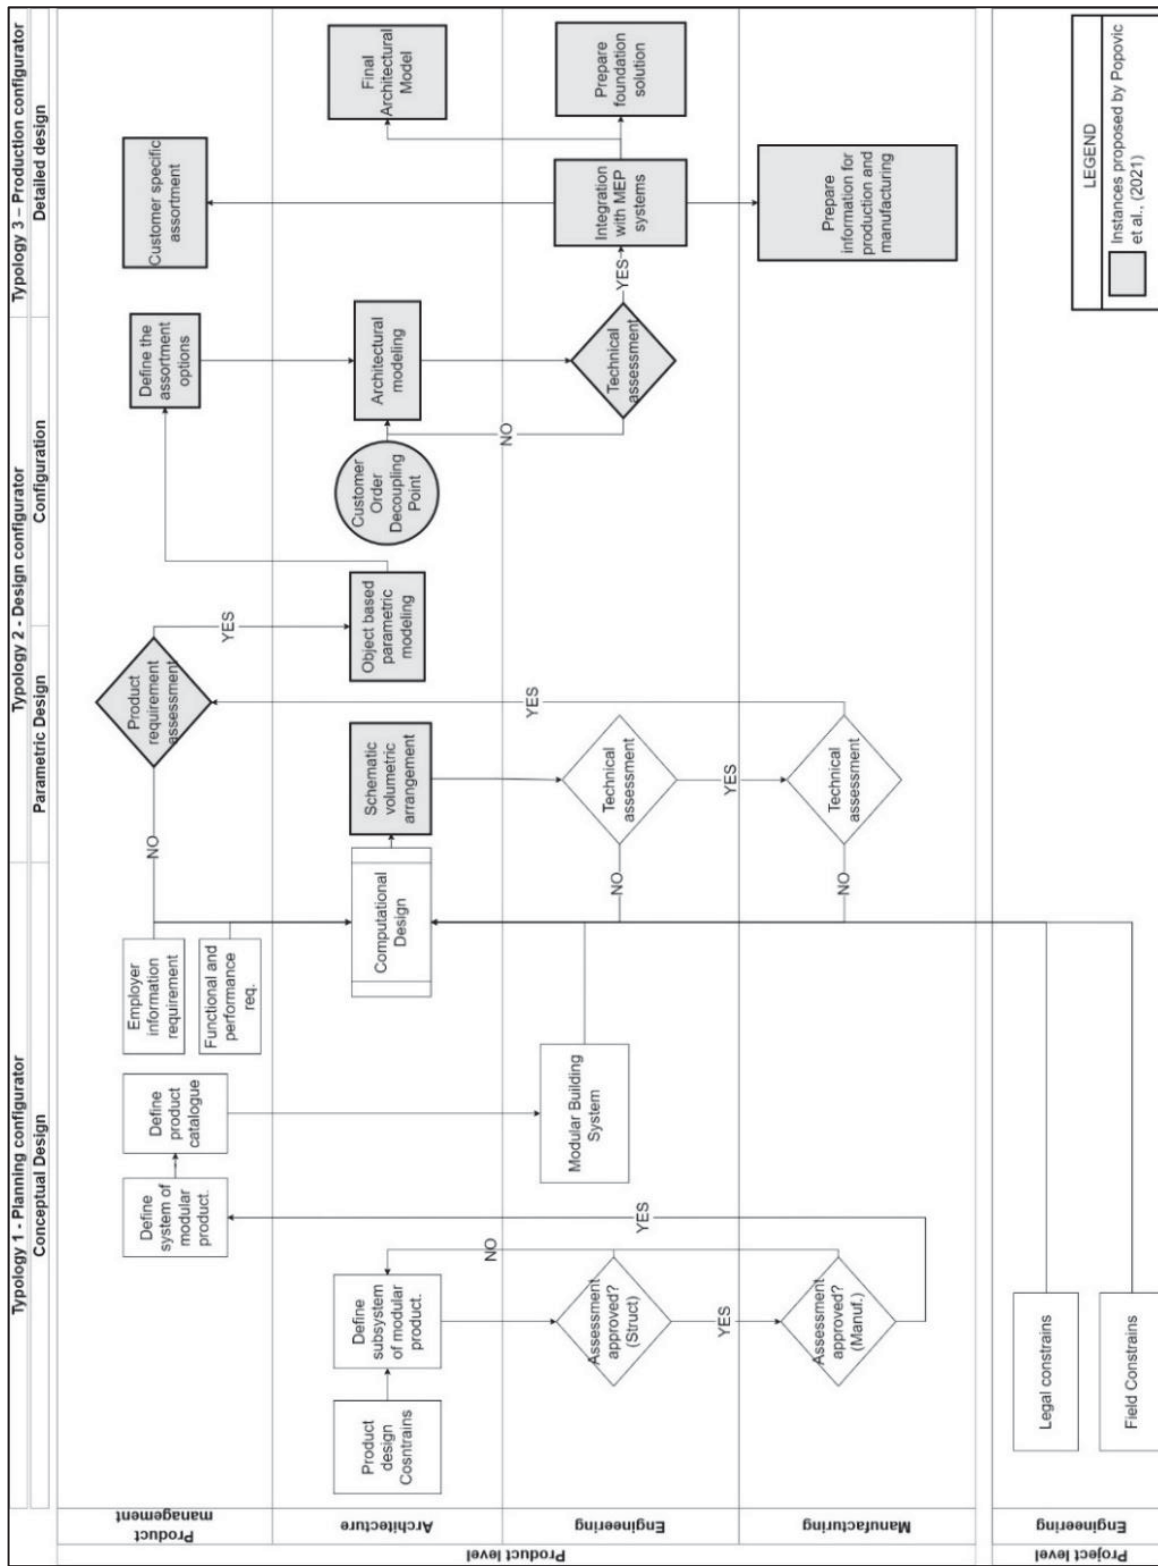 Typology 1 - Planning configurator
Typology 2 - Design configurator
Typology 3 – Production configurator
Conceptual Design
Parametric Design
Configuration
Detailed design
Product level
Product
management
Define
system of
modular
product.
Define
product
catalogue
Employer
information
requirement
Functional and
performance
req.
NO
Product
requirement
assessment
YES
Define the
assortment
options
Customer specific
assortment
Architecture
Product
design
Cosntrains
Define
subsystem
of modular
product.
NO
Computational
Design
Schematic
volumetric
arrangement
Object based
parametric
modeling
Customer
Order
Decoupling
Point
Architectural
modeling
Final
Architectural
Model
Engineering
Assessment
approved?
(Struct)
YES
YES
Modular Building
System
NO
Technical
assessment
YES
YES
NO
Technical
assessment
YES
Integration
with MEP
systems
Prepare
foundation
solution
Manufacturing
Assessment
approved?
(Manuf.)
NO
Technical
assessment
Prepare
information for
production and
manufacturing
Project level
Engineering
Legal constrains
Field Constrains
LEGEND
Instances proposed by Popovic
et al., (2021)